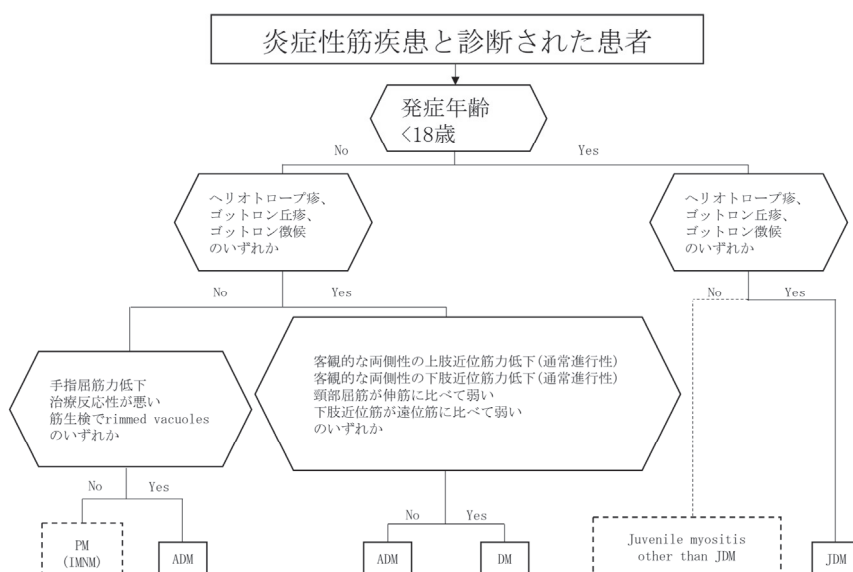 炎症性筋疾患と診断された患者
発症年齢
<18歳
No
Yes
ヘリオトロープ疹、
ゴットロン丘疹、
ゴットロン徴候
のいずれか
ヘリオトロープ疹、
ゴットロン丘疹、
ゴットロン徴候
のいずれか
No
Yes
No
Yes
手指屈筋力低下
治療反応性が悪い
筋生検でrimmed vacuoles
のいずれか
客観的な両側性の上肢近位筋力低下(通常進行性)
客観的な両側性の下肢近位筋力低下(通常進行性)
頸部屈筋が伸筋に比べて弱い
下肢近位筋が遠位筋に比べて弱い
のいずれか
No
Yes
No
Yes
PM
(IMNM)
ADM
ADM
DM
Juvenile myositis
other than JDM
JDM